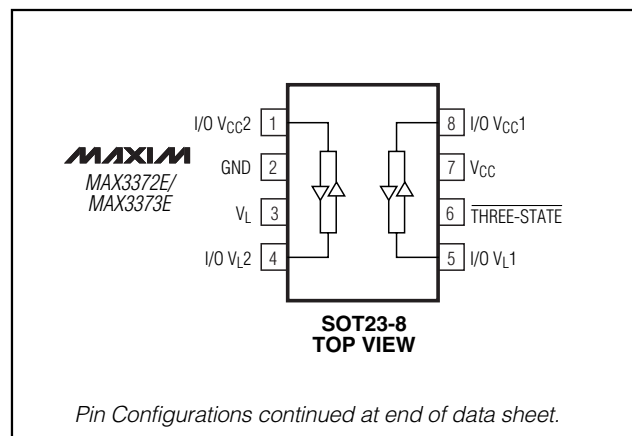 I/O VCC2 1 8 I/O VCC1
MAXIM
MAX3372E/
MAX3373E
GND 2 7 VCC
VL 3 6 THREE-STATE
I/O VL2 4 5 I/O VL1
SOT23-8
TOP VIEW
Pin Configurations continued at end of data sheet.